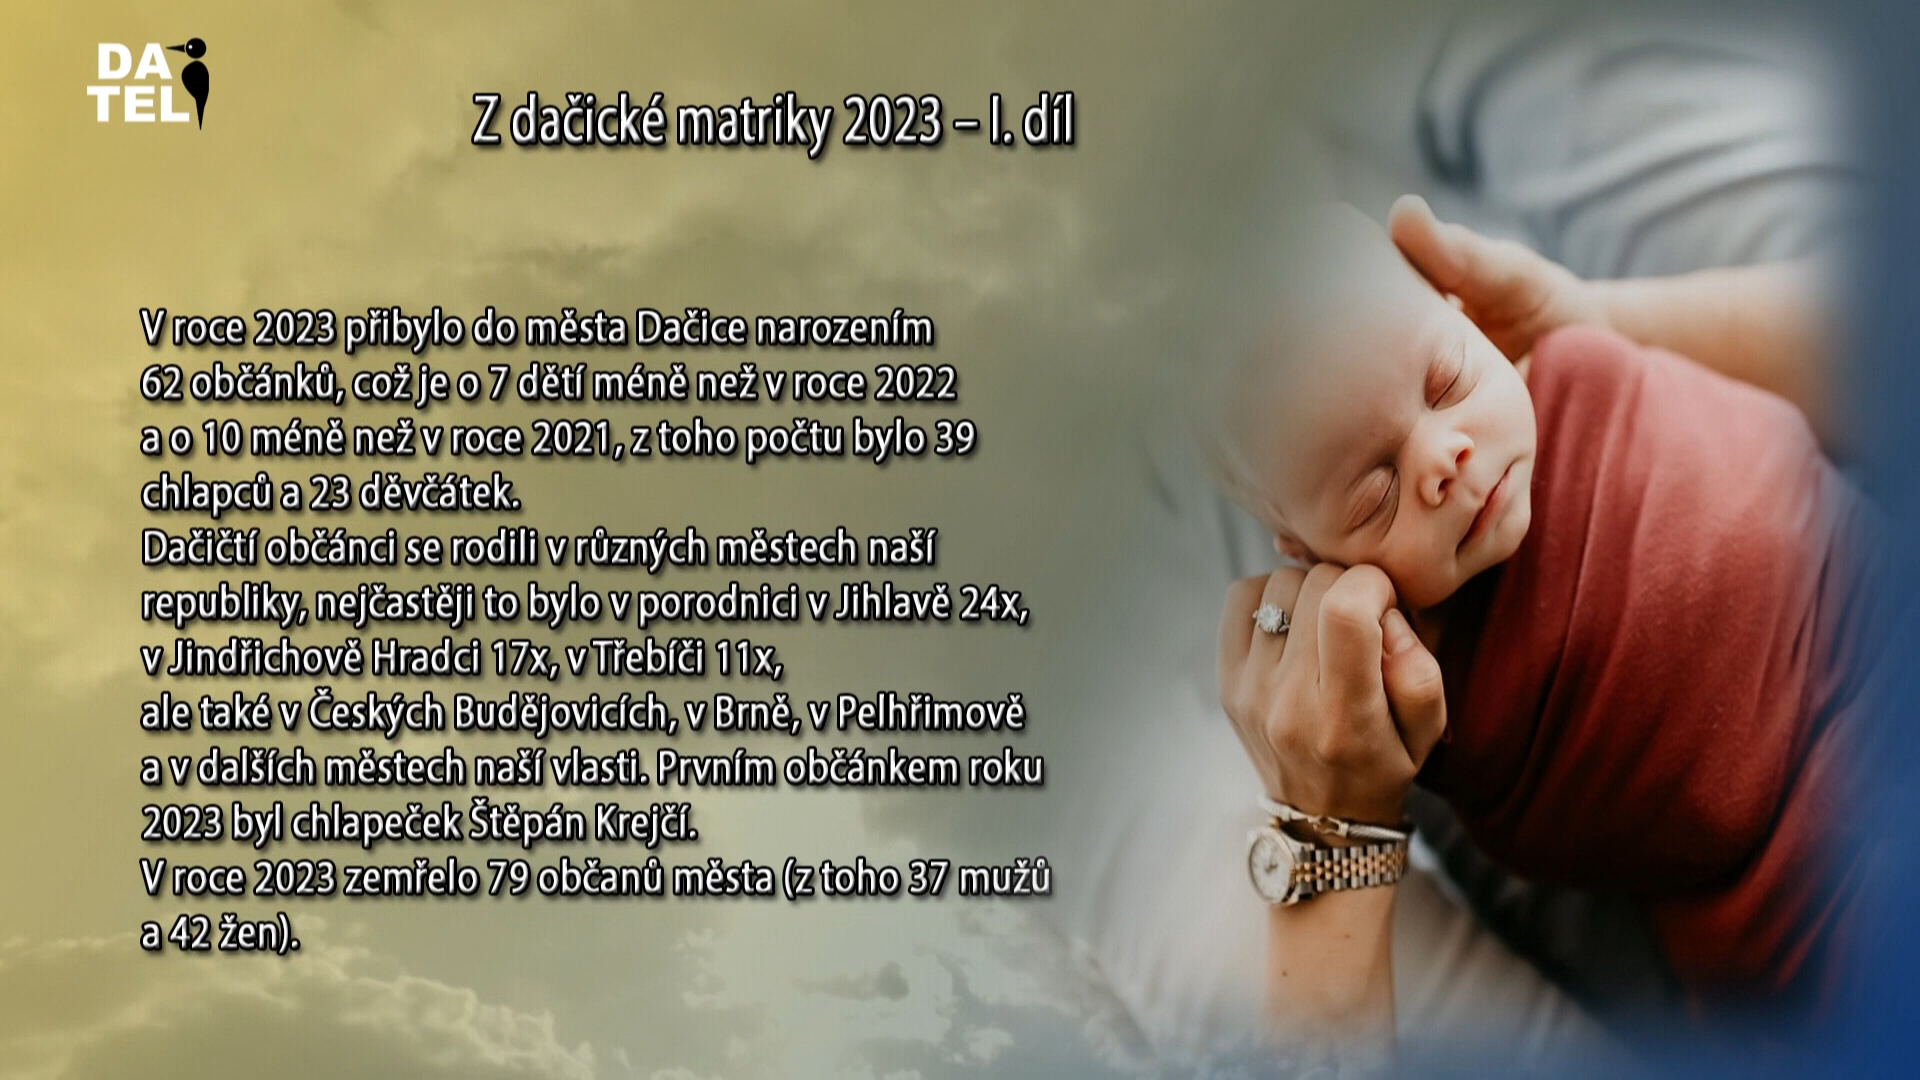 DA
TEL
Z dačické matriky 2023 – I. díl
V roce 2023 přibylo do města Dačice narozením
62 občánků, což je o 7 dětí méně než v roce 2022
a o 10 méně než v roce 2021, z toho počtu bylo 39
chlapců a 23 děvčátek.
Dačičtí občánci se rodili v různých městech naší
republiky, nejčastěji to bylo v porodnici v Jihlavě 24x,
v Jindřichově Hradci 17x, v Třebíči 11x,
ale také v Českých Budějovicích, v Brně, v Pelhřimově
a v dalších městech naší vlasti. Prvním občánkem roku
2023 byl chlapeček Štěpán Krejčí.
V roce 2023 zemřelo 79 občanů města (z toho 37 mužů
a 42 žen).